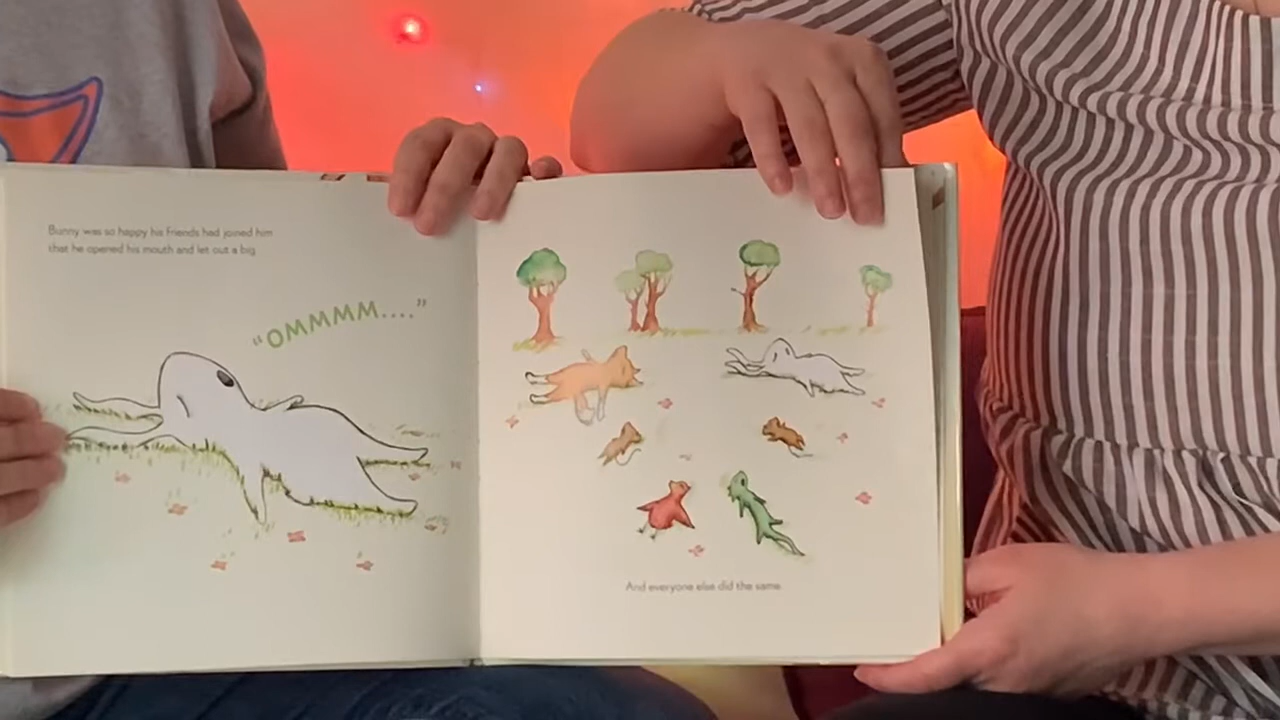 Bunny was so happy his friends had joined him
that he opened his mouth and let out a big
"OMMMM...."
And everyone else did the same.